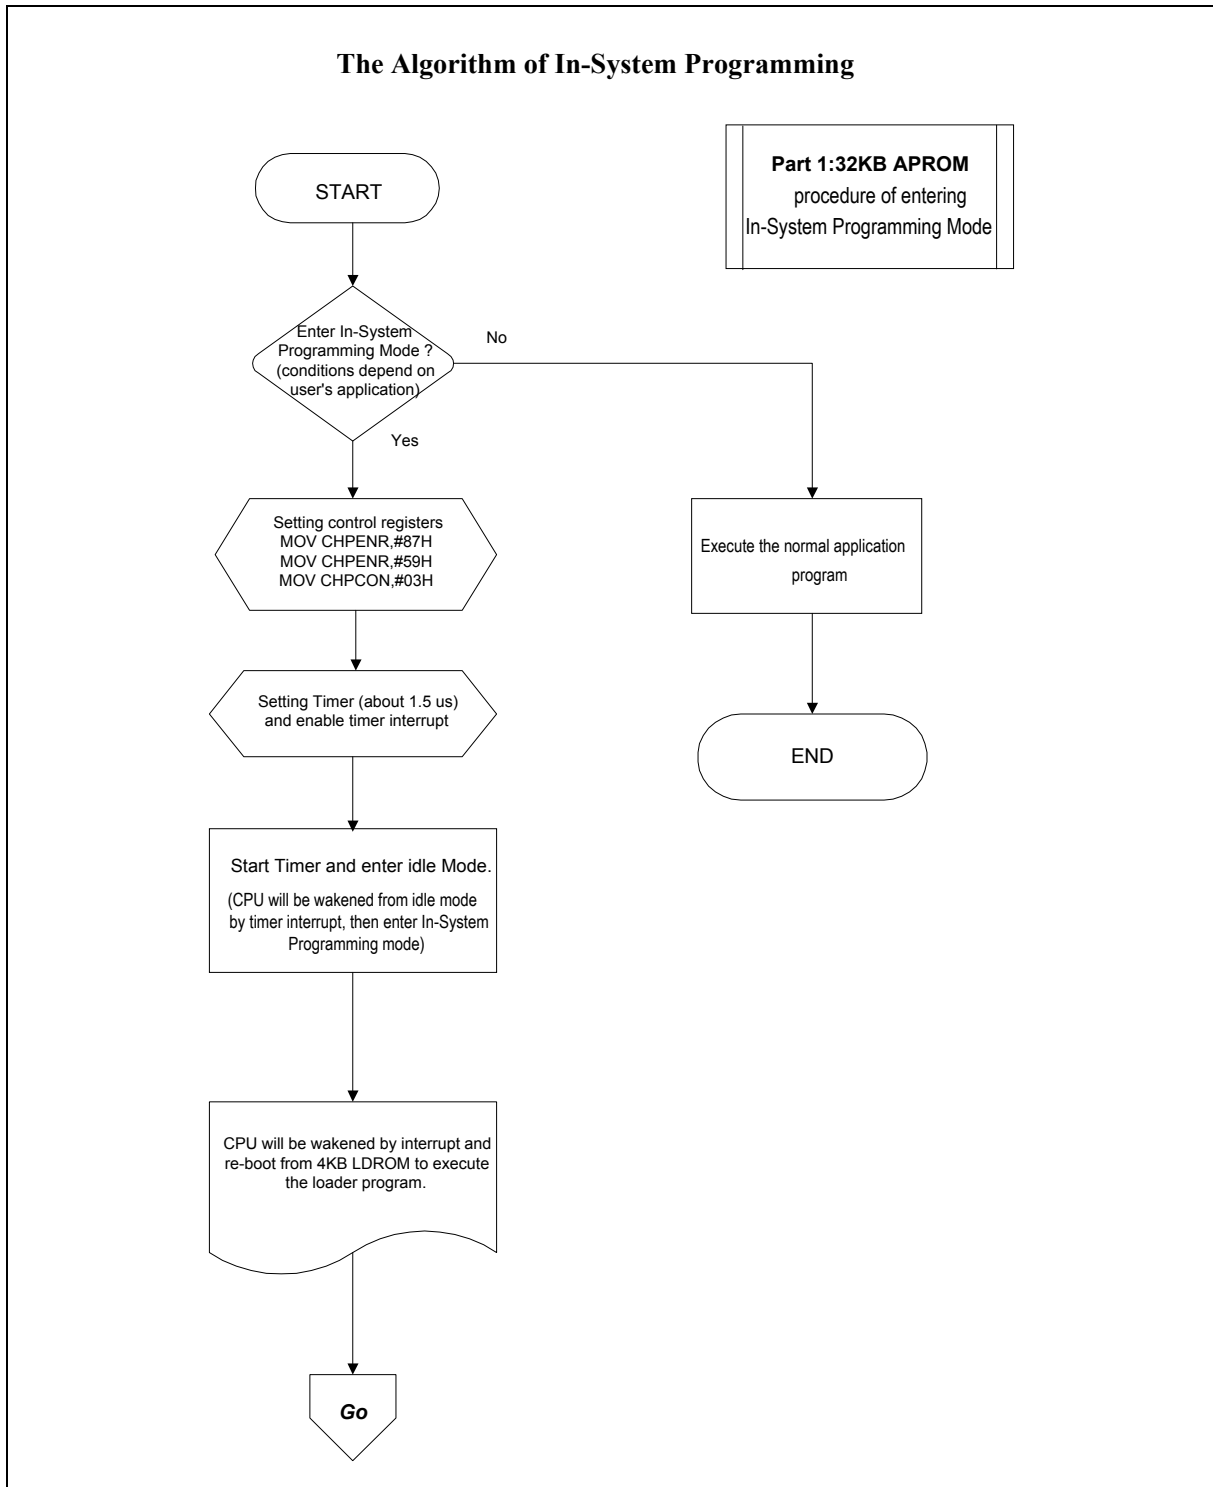 The Algorithm of In-System Programming
Part 1:32KB APROM
procedure of entering
In-System Programming Mode
START
Enter In-System
Programming Mode ?
(conditions depend on
user's application)
No
Yes
Setting control registers
MOV CHPENR,#87H
MOV CHPENR,#59H
MOV CHPCON,#03H
Execute the normal application
program
Setting Timer (about 1.5 us)
and enable timer interrupt
END
Start Timer and enter idle Mode.
(CPU will be wakened from idle mode
by timer interrupt, then enter In-System
Programming mode)
CPU will be wakened by interrupt and
re-boot from 4KB LDROM to execute
the loader program.
Go